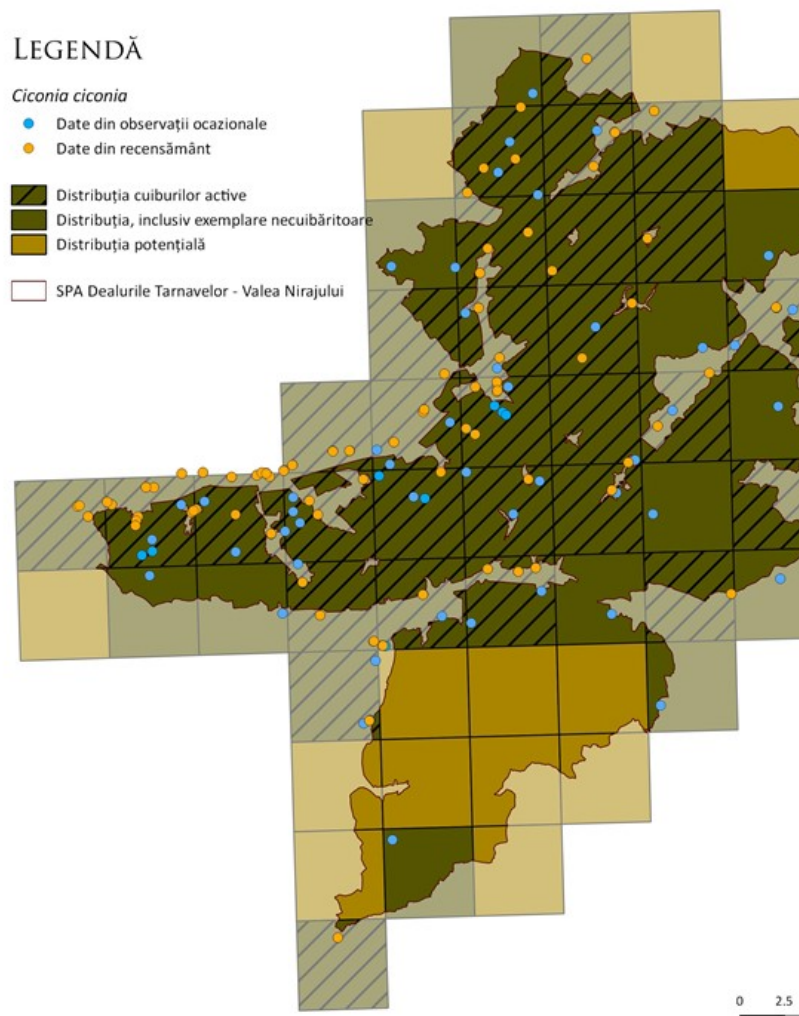 LEGENDĂ
Ciconia ciconia
Date din observații ocazionale
Date din recensământ
Distribuția cuiburilor active
Distribuția, inclusiv exemplare necuibăritoare
Distribuția potențială
SPA Dealurile Tarnavelor - Valea Nirajului
0 2.5